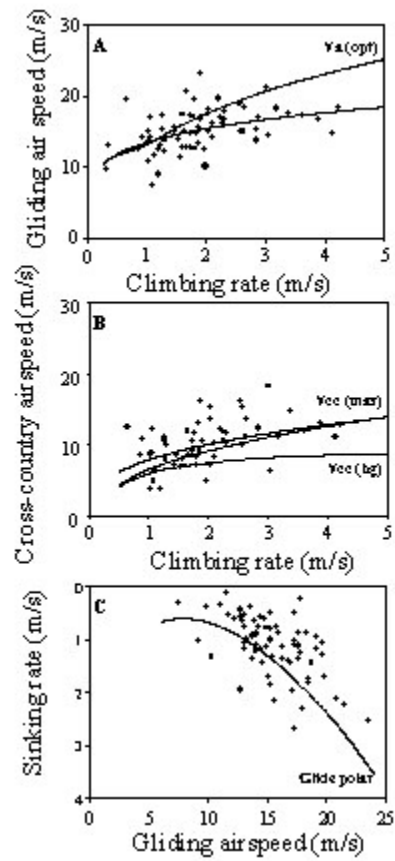 A
Va (opt)
Gliding air speed (m/s)
30
20
10
0
0 1 2 3 4 5
Climbing rate (m/s)
B
Vcc (max)
Vcc (bg)
Cross-country airspeed (m/s)
30
20
10
0
0 1 2 3 4 5
Climbing rate (m/s)
C
Glide polar
Sinking rate (m/s)
0
1
2
3
4
0 5 10 15 20 25
Gliding airspeed (m/s)